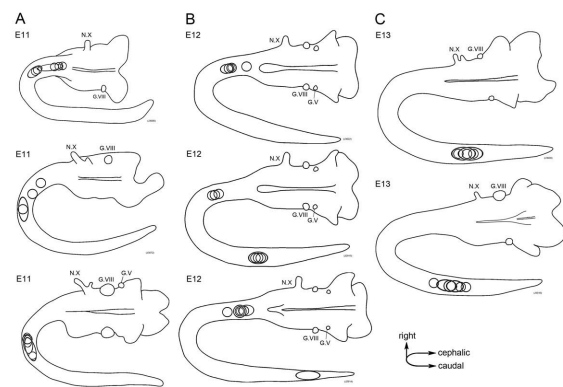 A
B
C
E11
N.X
G.VIII
E11
N.X
G.VIII
E11
N.X
G.VIII
G.V
E12
N.X
G.VIII
G.V
E12
N.X
G.VIII
G.V
E12
N.X
G.VIII
G.V
E13
N.X
G.VIII
E13
N.X
G.VIII
right
cephalic
caudal